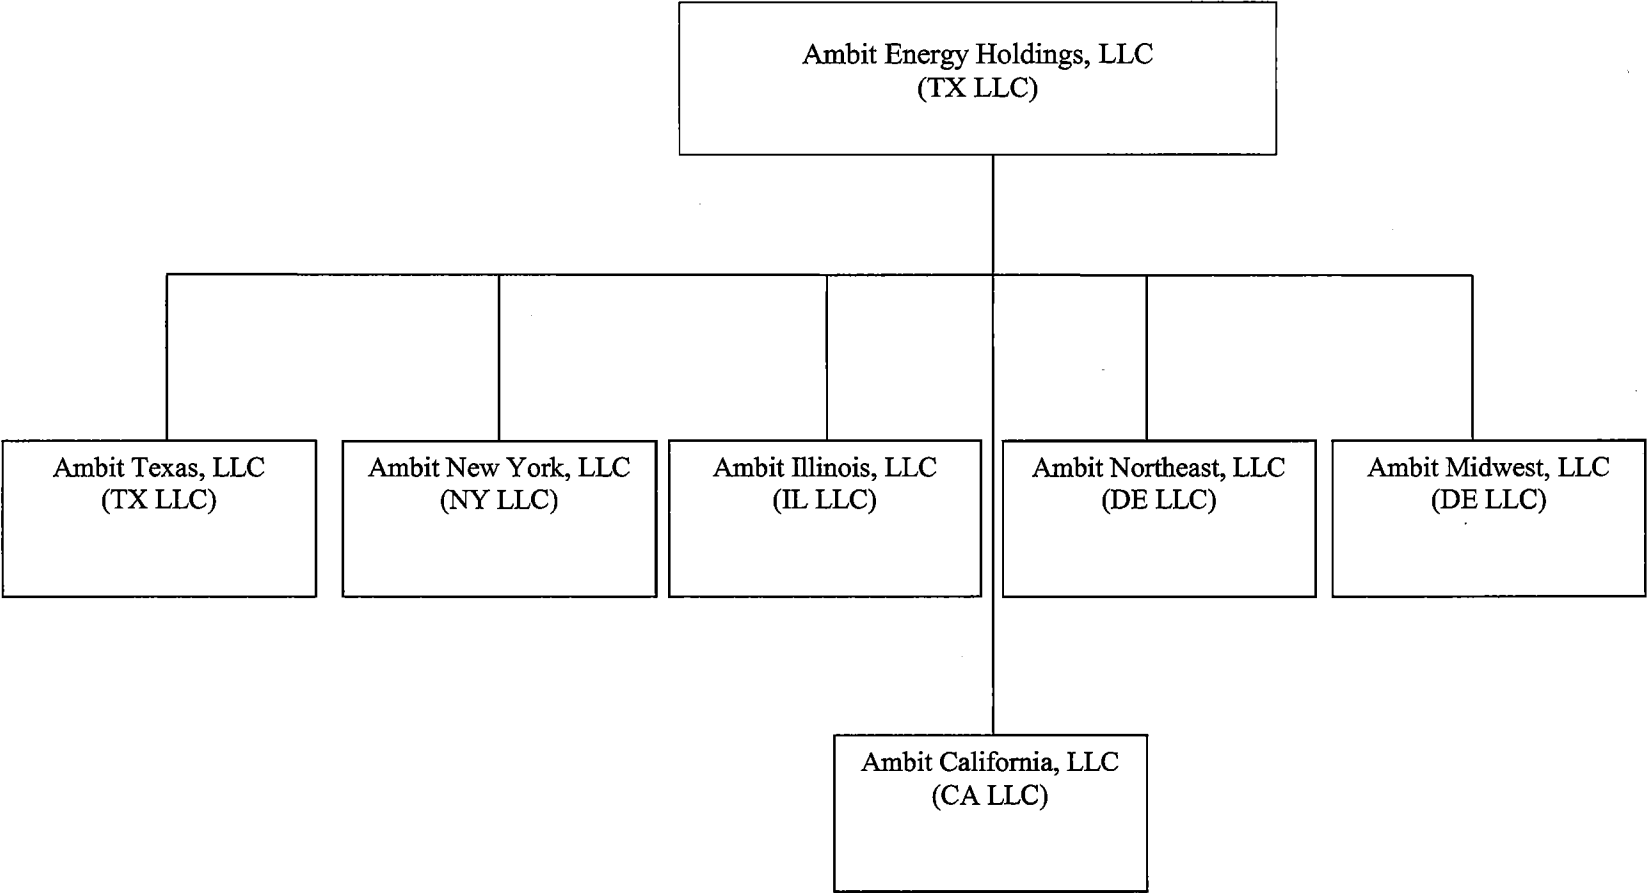 Ambit Energy Holdings, LLC
(TX LLC)
Ambit Texas, LLC
(TX LLC)
Ambit New York, LLC
(NY LLC)
Ambit Illinois, LLC
(IL LLC)
Ambit Northeast, LLC
(DE LLC)
Ambit Midwest, LLC
(DE LLC)
Ambit California, LLC
(CA LLC)